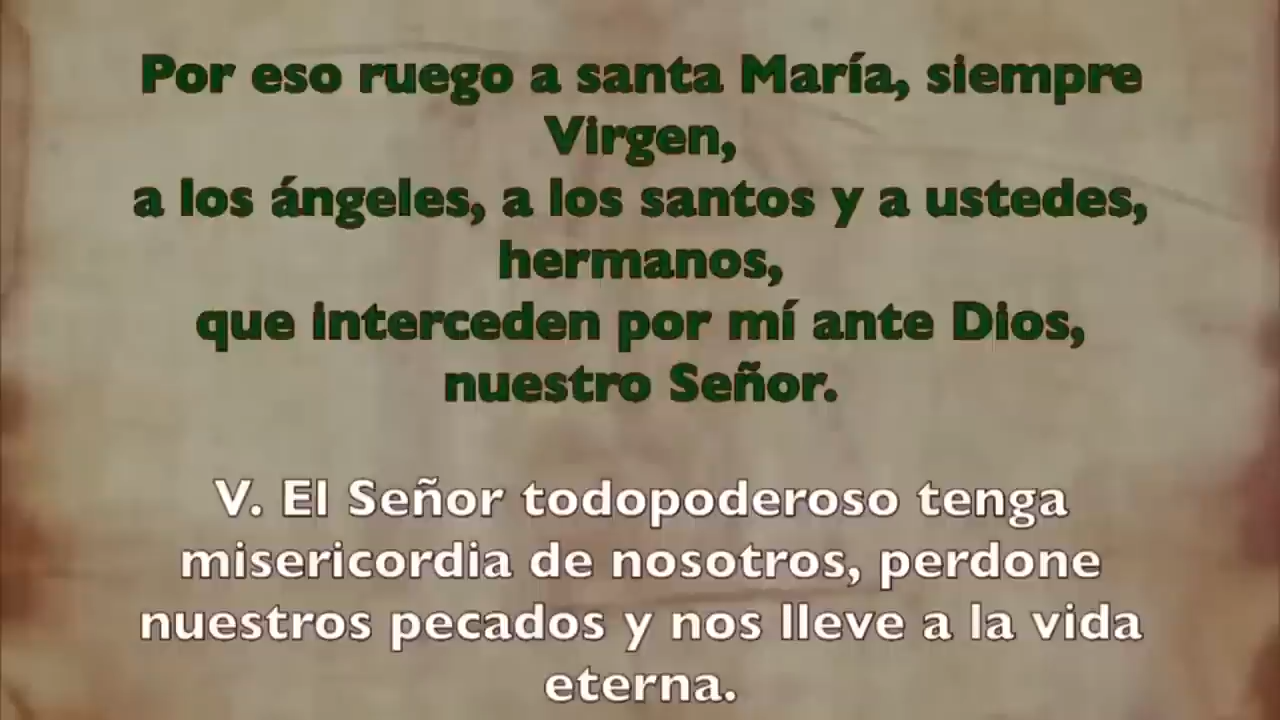 Por eso ruego a santa María, siempre
Virgen,
a los ángeles, a los santos y a ustedes,
hermanos,
que interceden por mí ante Dios,
nuestro Señor.
V. El Señor todopoderoso tenga
misericordia de nosotros, perdone
nuestros pecados y nos lleve a la vida
eterna.